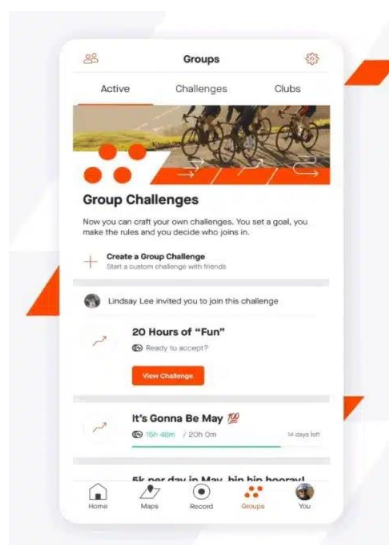 Groups
Active Challenges Clubs
Group Challenges
Now you can craft your own challenges. You set a goal, you
make the rules and you decide who joins in.
Create a Group Challenge
Start a custom challenge with friends
Lindsay Lee invited you to join this challenge
20 Hours of “Fun”
Ready to accept?
View Challenge
It's Gonna Be May 💯
15h 46m / 20h 0m 14 days left
5k per day in May, hip hip hooray!
Home Maps Record Groups You